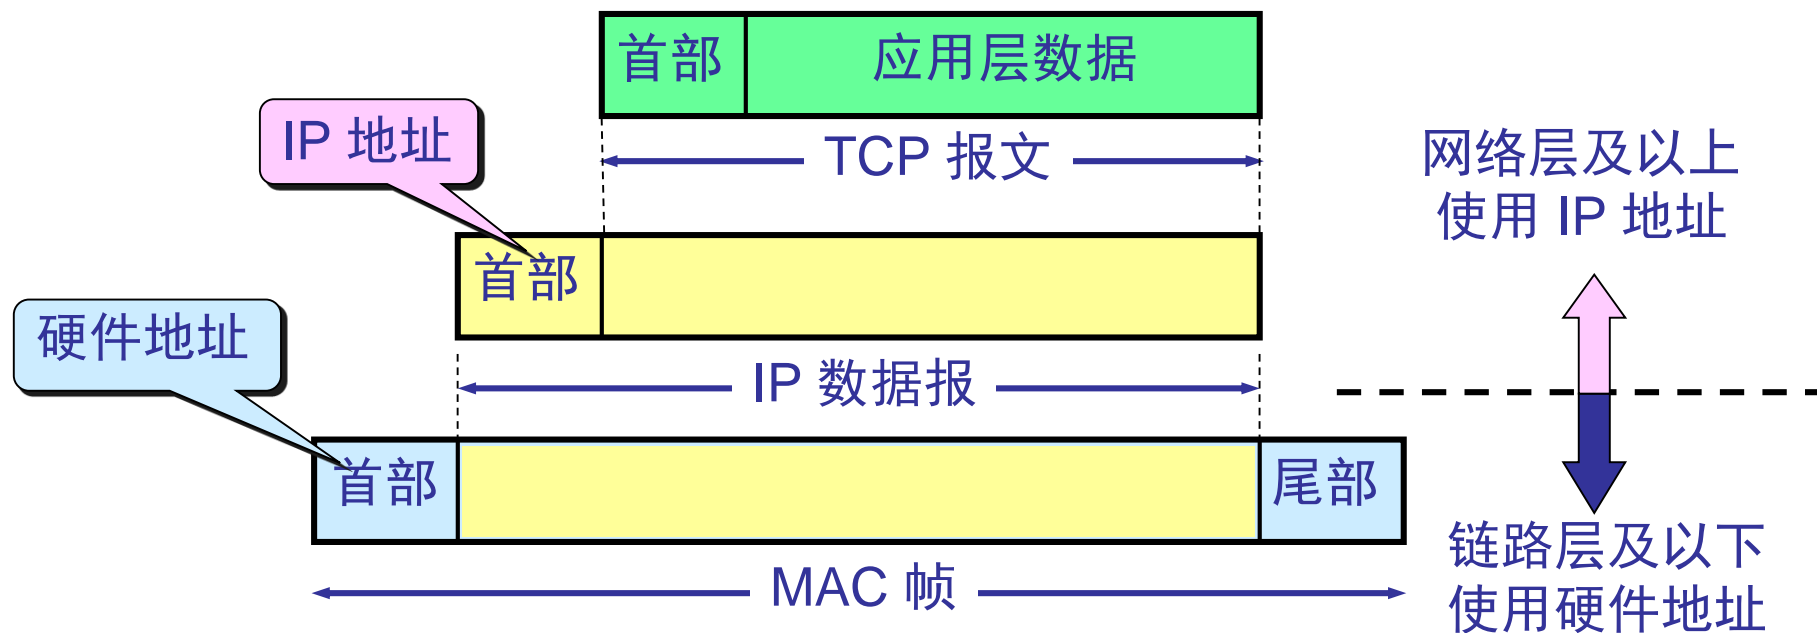 首部
应用层数据
IP 地址
TCP 报文
网络层及以上
使用 IP 地址
首部
硬件地址
IP 数据报
首部
尾部
链路层及以下
使用硬件地址
MAC 帧